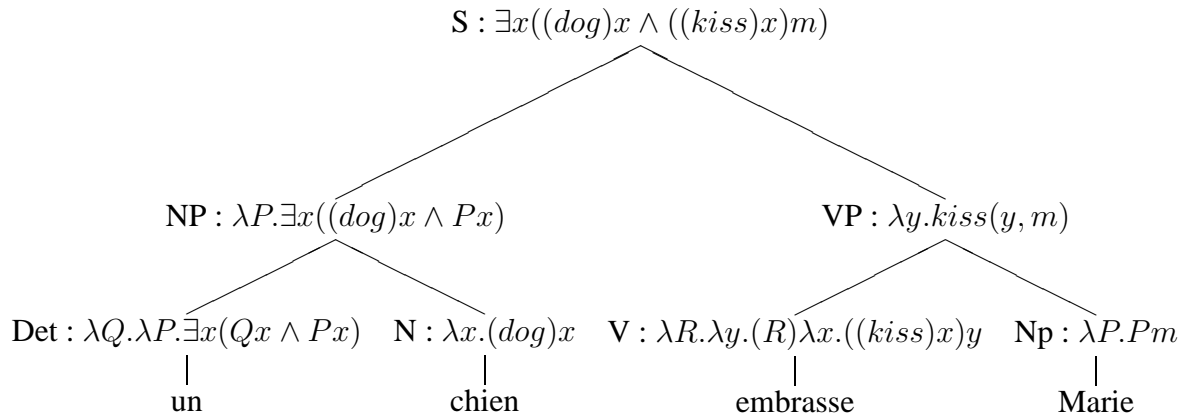 S : ∃x((dog)x ∧ ((kiss)x)m)
NP : λP.∃x((dog)x ∧ Px)    VP : λy.kiss(y, m)
Det : λQ.λP.∃x(Qx ∧ Px)    N : λx.(dog)x    V : λR.λy.(R)λx.((kiss)x)y    Np : λP.Pm
un    chien    embrasse    Marie